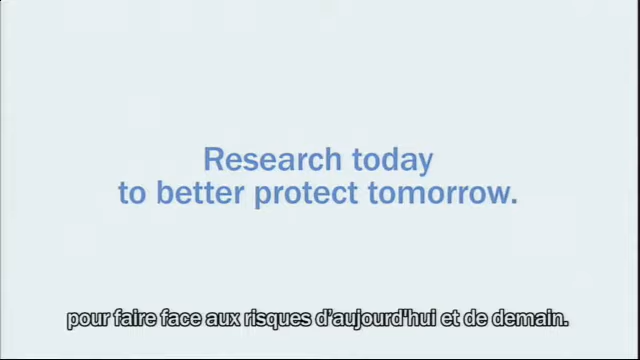 Research today
to better protect tomorrow.
pour faire face aux risques d'aujourd'hui et de demain.